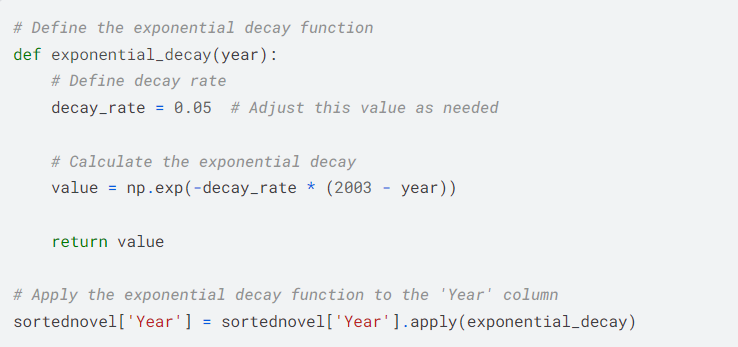 # Define the exponential decay function
def exponential_decay(year):
    # Define decay rate
    decay_rate = 0.05  # Adjust this value as needed

    # Calculate the exponential decay
    value = np.exp(-decay_rate * (2003 - year))

    return value

# Apply the exponential decay function to the 'Year' column
sortednovel['Year'] = sortednovel['Year'].apply(exponential_decay)